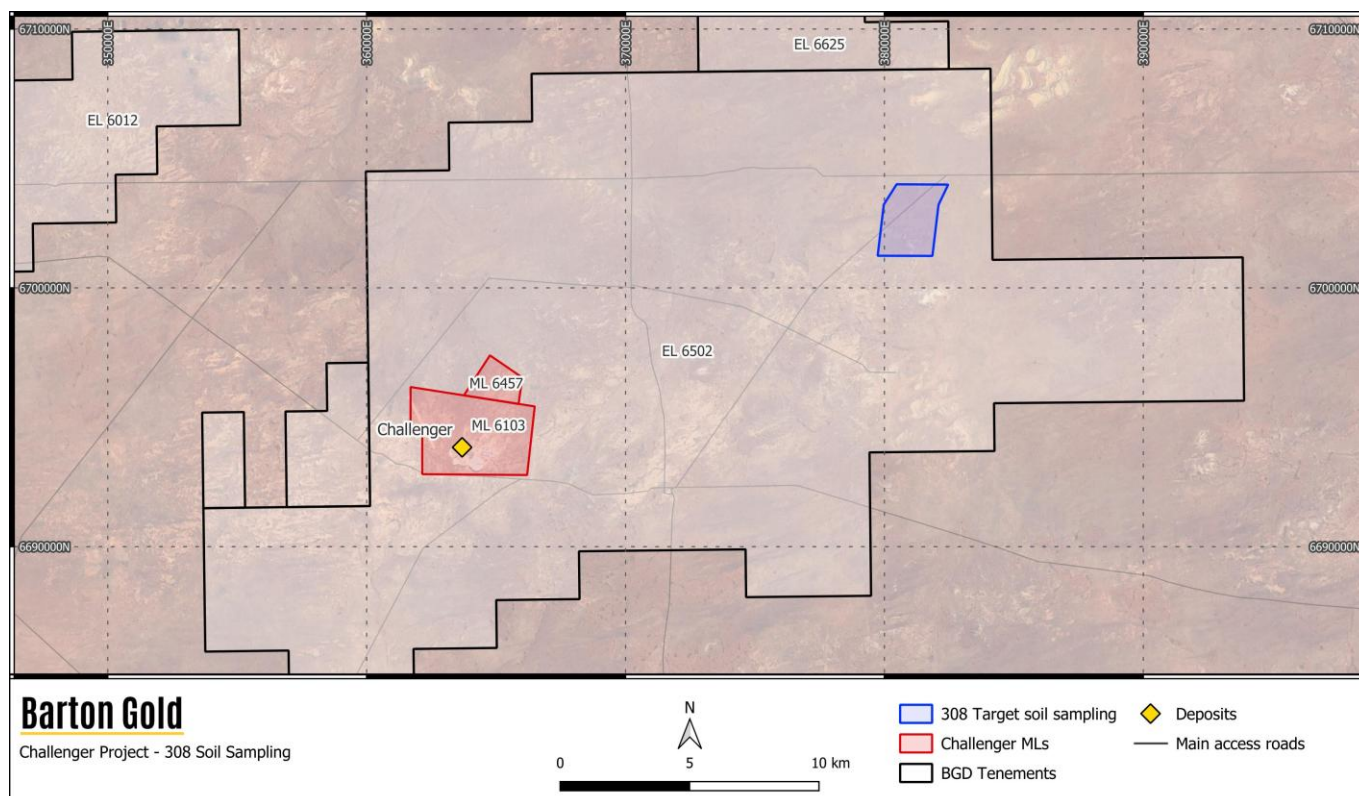 6710000N
350000E
360000E
370000E
380000E
390000E
6710000N
EL 6625
EL 6012
6700000N
6700000N
EL 6502
ML 6457
ML 6103
Challenger
6690000N
6690000N
Barton Gold
Challenger Project - 308 Soil Sampling
N
0 5 10 km
308 Target soil sampling
Challenger MLs
BGD Tenements
Deposits
Main access roads